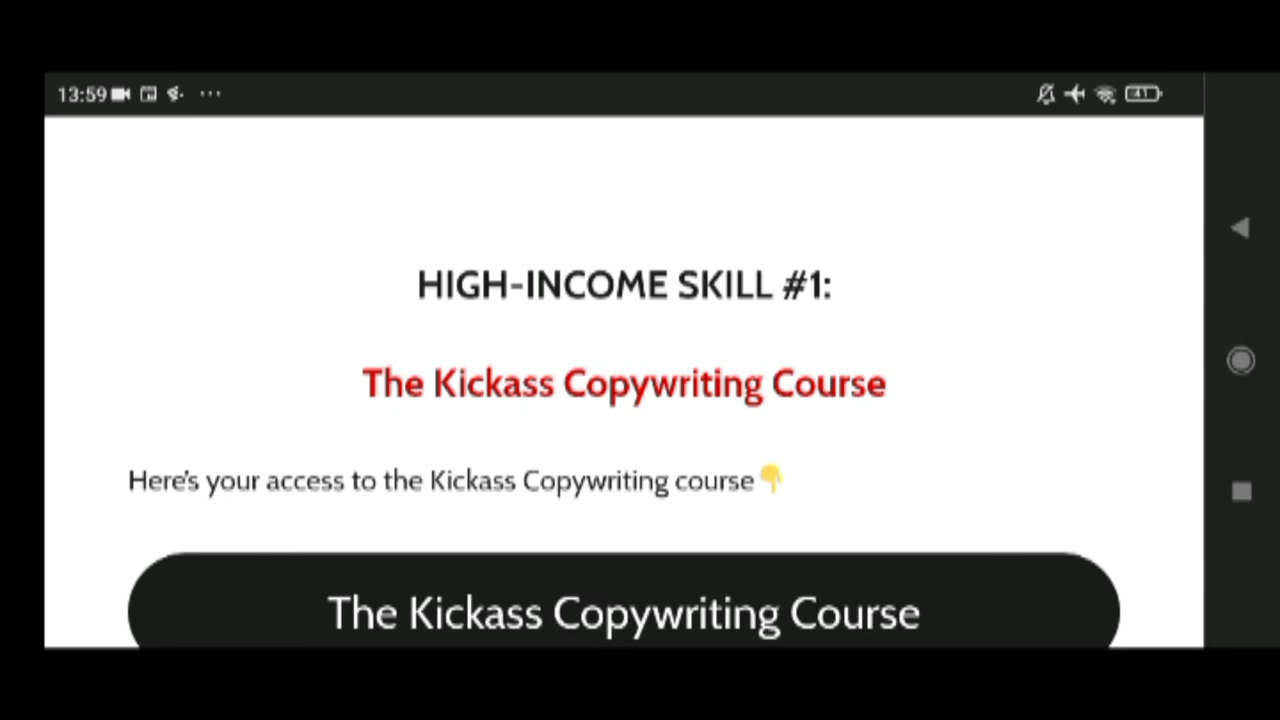 13:59
41
HIGH-INCOME SKILL #1:
The Kickass Copywriting Course
Here's your access to the Kickass Copywriting course👇
The Kickass Copywriting Course